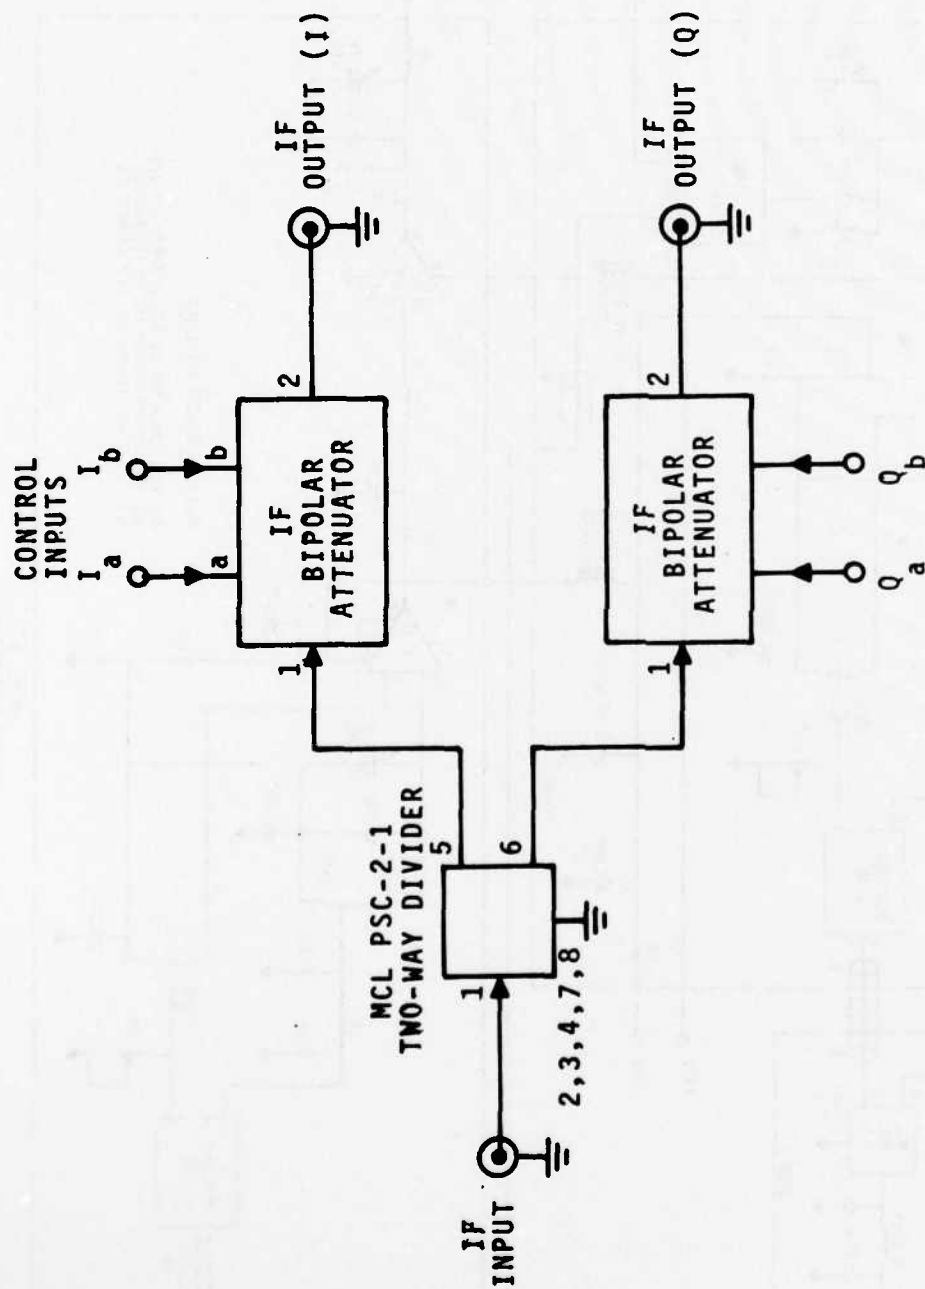 CONTROL
INPUTS
I a
I b
a
b
IF
BIPOLAR
ATTENUATOR
1
2
IF
OUTPUT (I)
MCL PSC-2-1
TWO-WAY DIVIDER
5
IF
INPUT
1
6
2,3,4,7,8
1
IF
BIPOLAR
ATTENUATOR
2
IF
OUTPUT (Q)
Q a
Q b